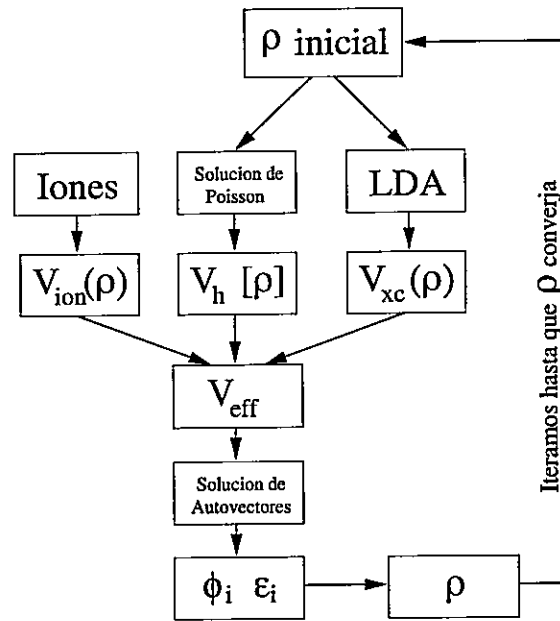 ρ inicial
Iones
Solucion de
Poisson
LDA
V_ion(ρ)
V_h [ρ]
V_xc(ρ)
V_eff
Solucion de
Autovectores
ϕ_i ε_i
ρ
Iteramos hasta que ρ converja